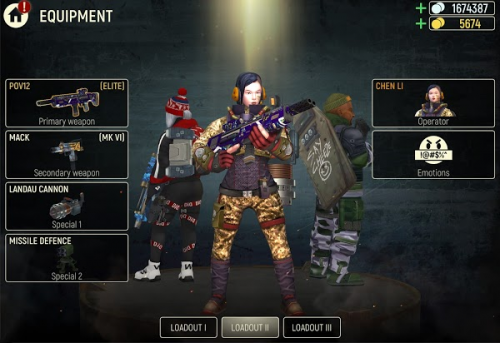 !
EQUIPMENT
1674387
5674
POV12 [ELITE]
Primary weapon
MACK [MK VI]
Secondary weapon
LANDAU CANNON
Special 1
MISSILE DEFENCE
Special 2
CHEN LI
Operator
!@#$%*
Emotions
LOADOUT I
LOADOUT II
LOADOUT III